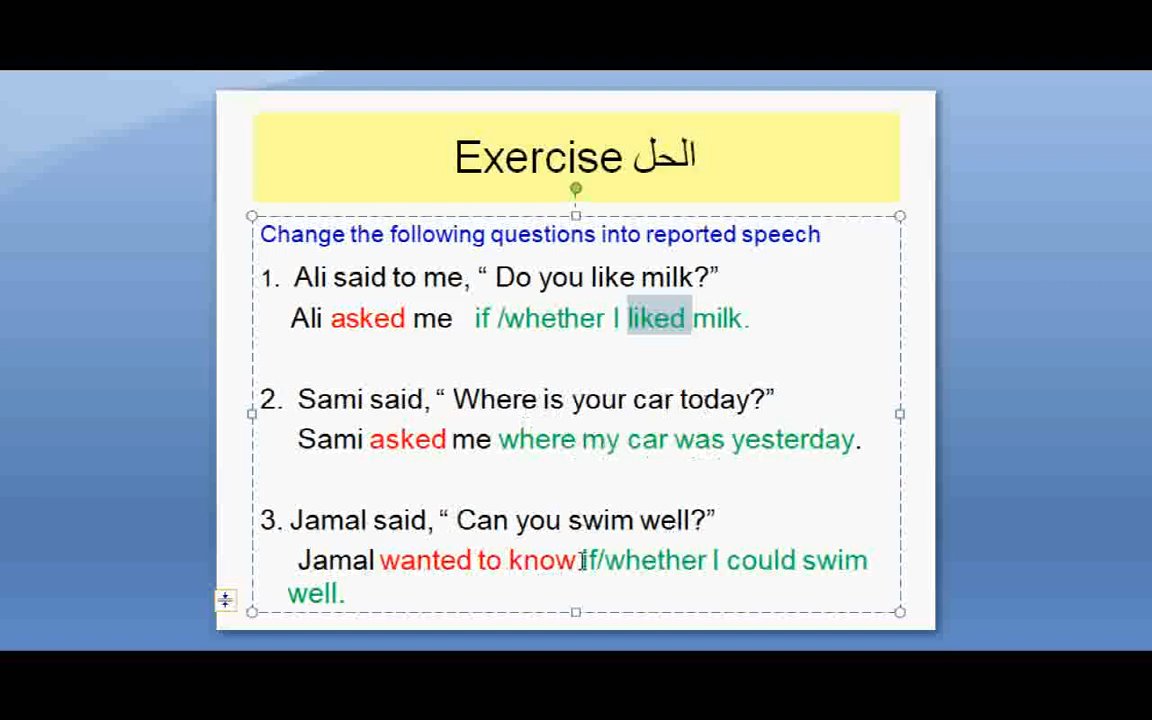 Exercise الحل
Change the following questions into reported speech
1. Ali said to me, “ Do you like milk?”
Ali asked me if /whether I liked milk.
2. Sami said, “ Where is your car today?”
Sami asked me where my car was yesterday.
3. Jamal said, “ Can you swim well?”
Jamal wanted to know if/whether I could swim
well.